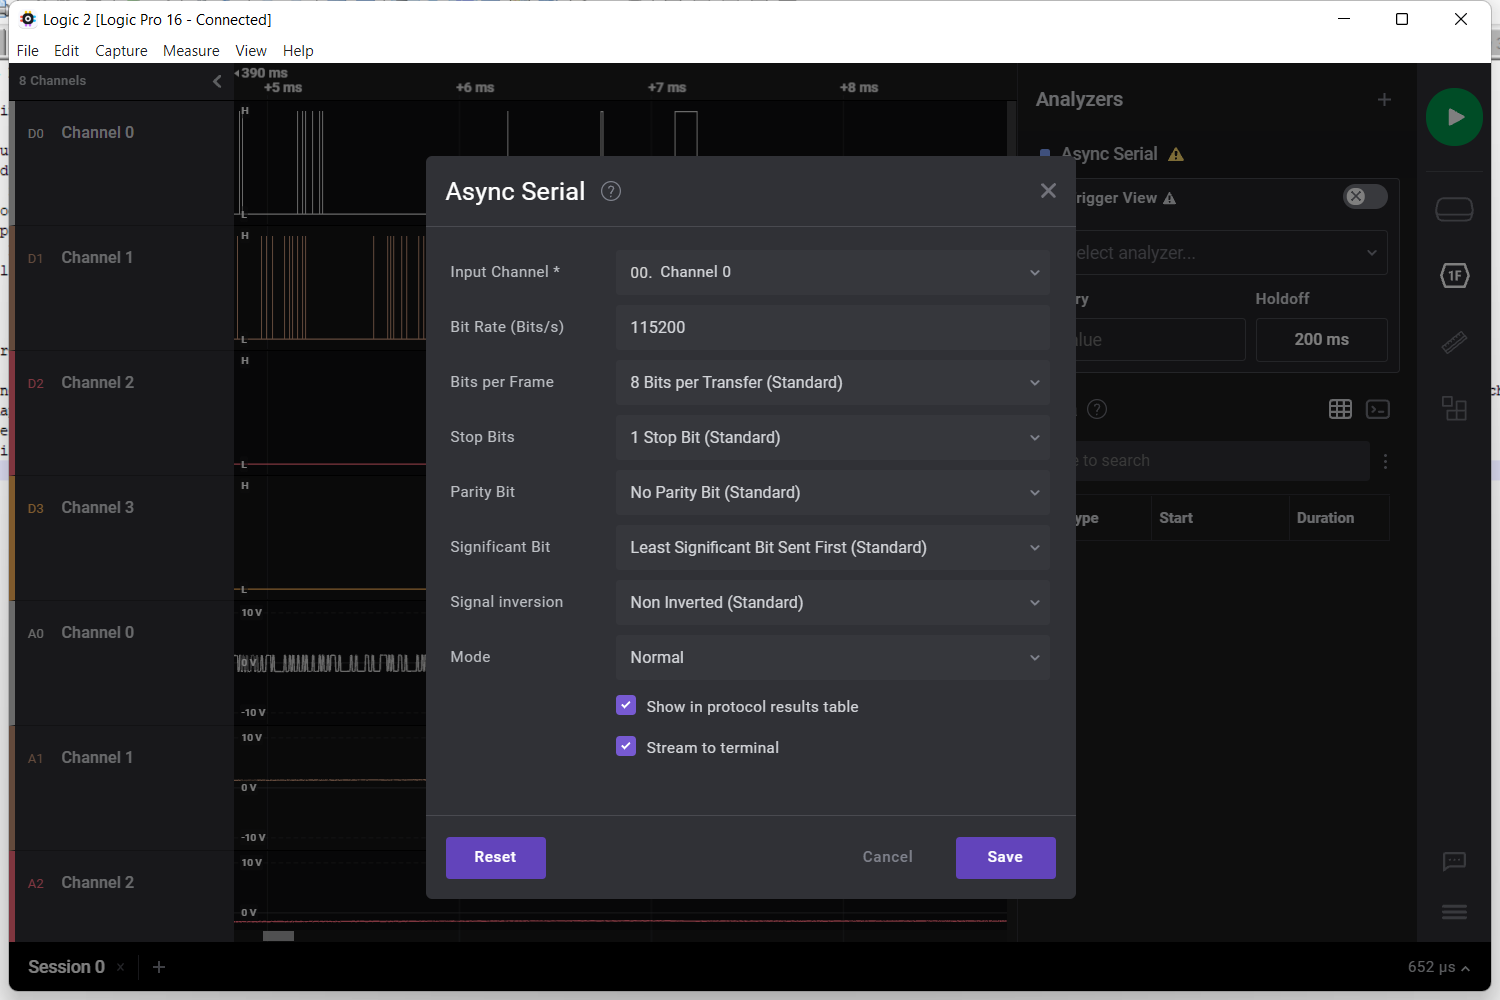 Logic 2 [Logic Pro 16 - Connected]
File Edit Capture Measure View Help
8 Channels
390 ms
+5 ms +6 ms +7 ms +8 ms
D0 Channel 0
H
L
D1 Channel 1
H
L
D2 Channel 2
H
L
D3 Channel 3
H
L
A0 Channel 0
10 V
0 V
-10 V
A1 Channel 1
10 V
0 V
-10 V
A2 Channel 2
10 V
0 V
Async Serial ?
Input Channel * 00. Channel 0
Bit Rate (Bits/s) 115200
Bits per Frame 8 Bits per Transfer (Standard)
Stop Bits 1 Stop Bit (Standard)
Parity Bit No Parity Bit (Standard)
Significant Bit Least Significant Bit Sent First (Standard)
Signal inversion Non Inverted (Standard)
Mode Normal
Show in protocol results table
Stream to terminal
Reset Cancel Save
Analyzers +
Async Serial
rigger View
elect analyzer...
ry Holdoff
lue 200 ms
?
e to search
ype Start Duration
1F
Session 0 × +
652 µs